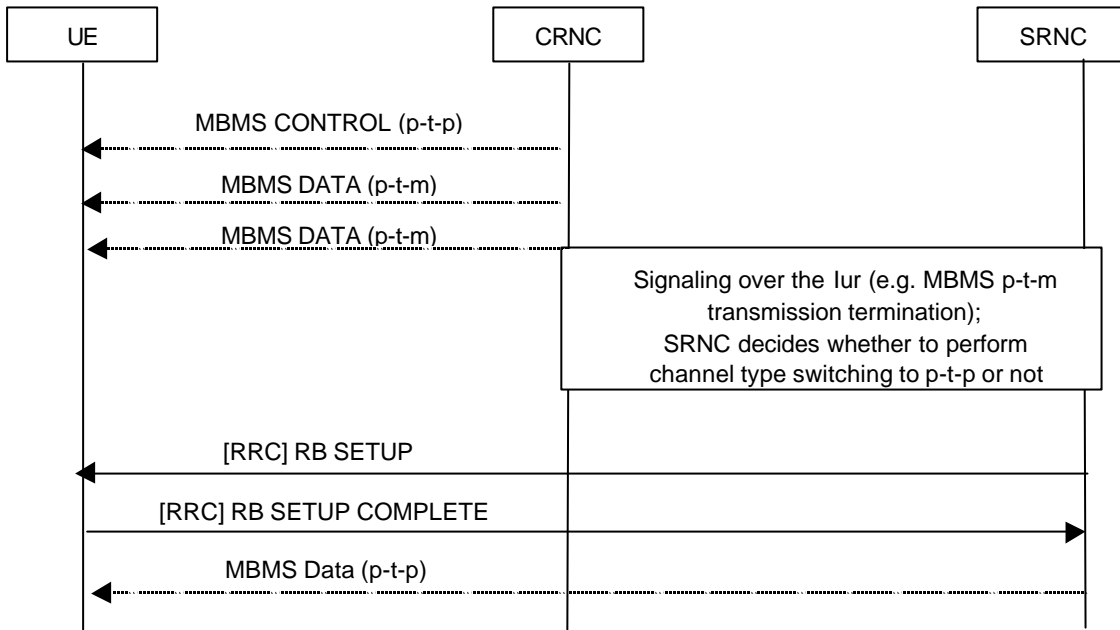 UE
CRNC
SRNC
MBMS CONTROL (p-t-p)
MBMS DATA (p-t-m)
MBMS DATA (p-t-m)
Signaling over the Iur (e.g. MBMS p-t-m
transmission termination);
SRNC decides whether to perform
channel type switching to p-t-p or not
[RRC] RB SETUP
[RRC] RB SETUP COMPLETE
MBMS Data (p-t-p)